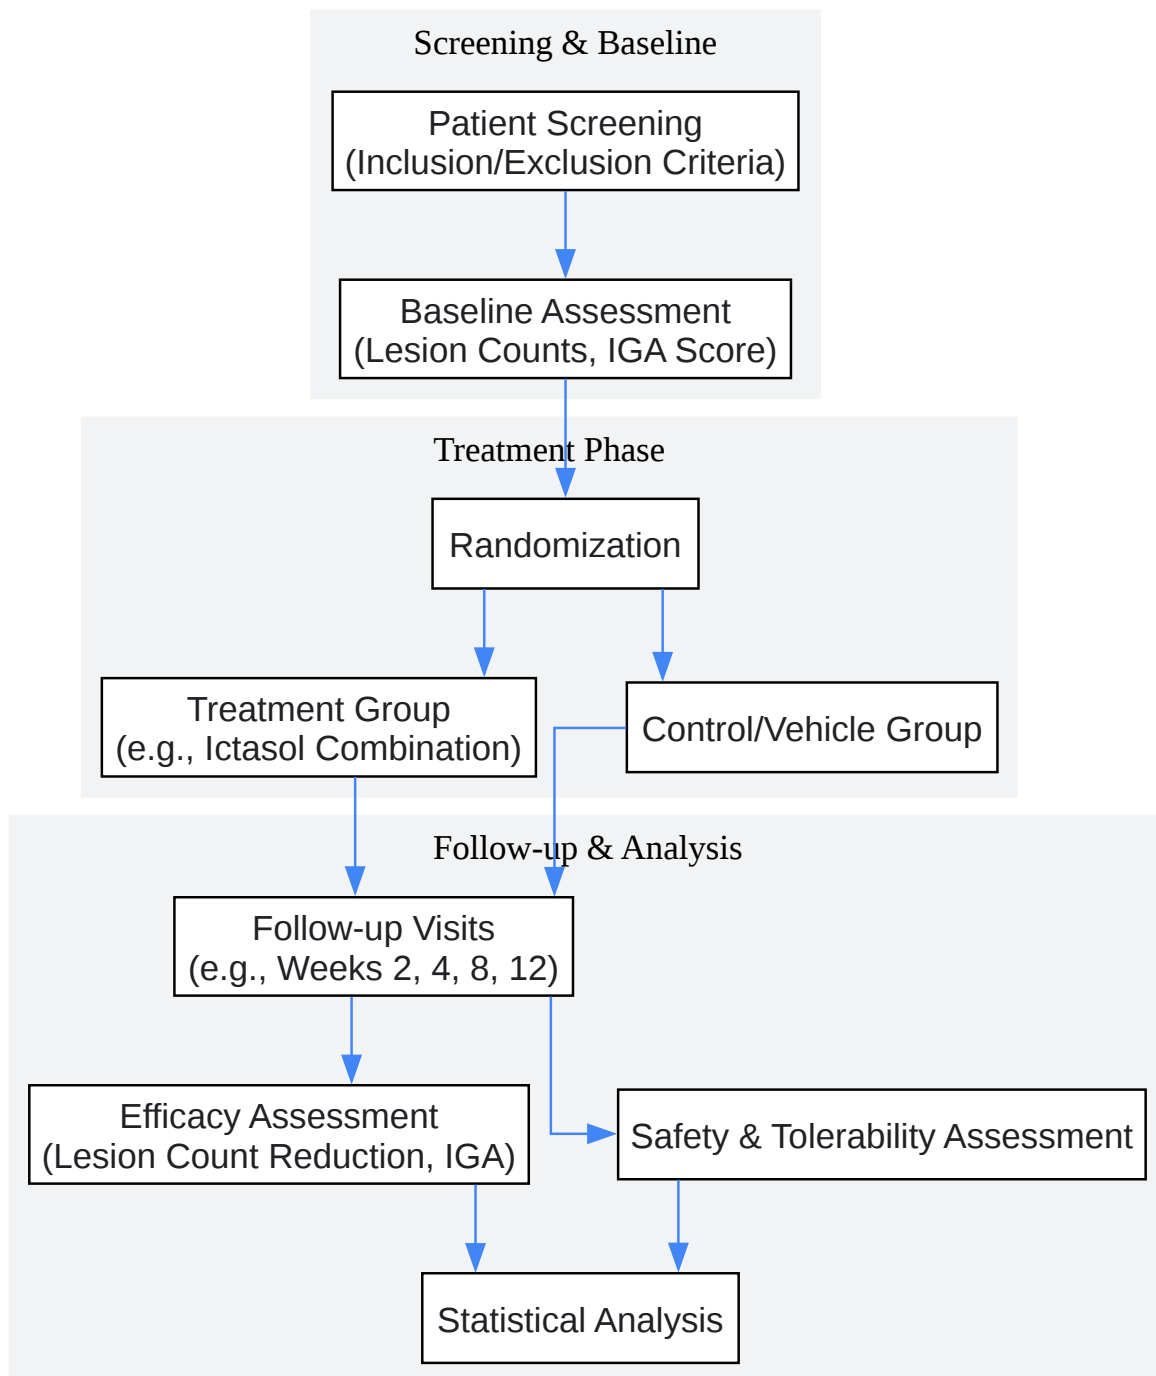 Screening & Baseline
Patient Screening
(Inclusion/Exclusion Criteria)
Baseline Assessment
(Lesion Counts, IGA Score)
Treatment Phase
Randomization
Treatment Group
(e.g., Ictasol Combination)
Control/Vehicle Group
Follow-up & Analysis
Follow-up Visits
(e.g., Weeks 2, 4, 8, 12)
Efficacy Assessment
(Lesion Count Reduction, IGA)
Safety & Tolerability Assessment
Statistical Analysis